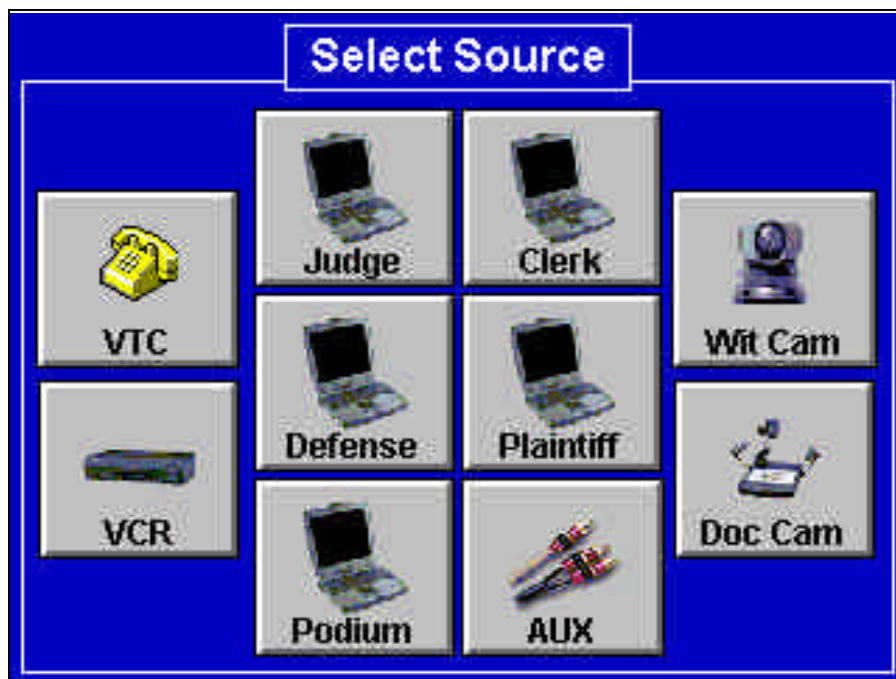 Select Source
Judge
Clerk
VTC
Wit Cam
Defense
Plaintiff
VCR
Doc Cam
Podium
AUX